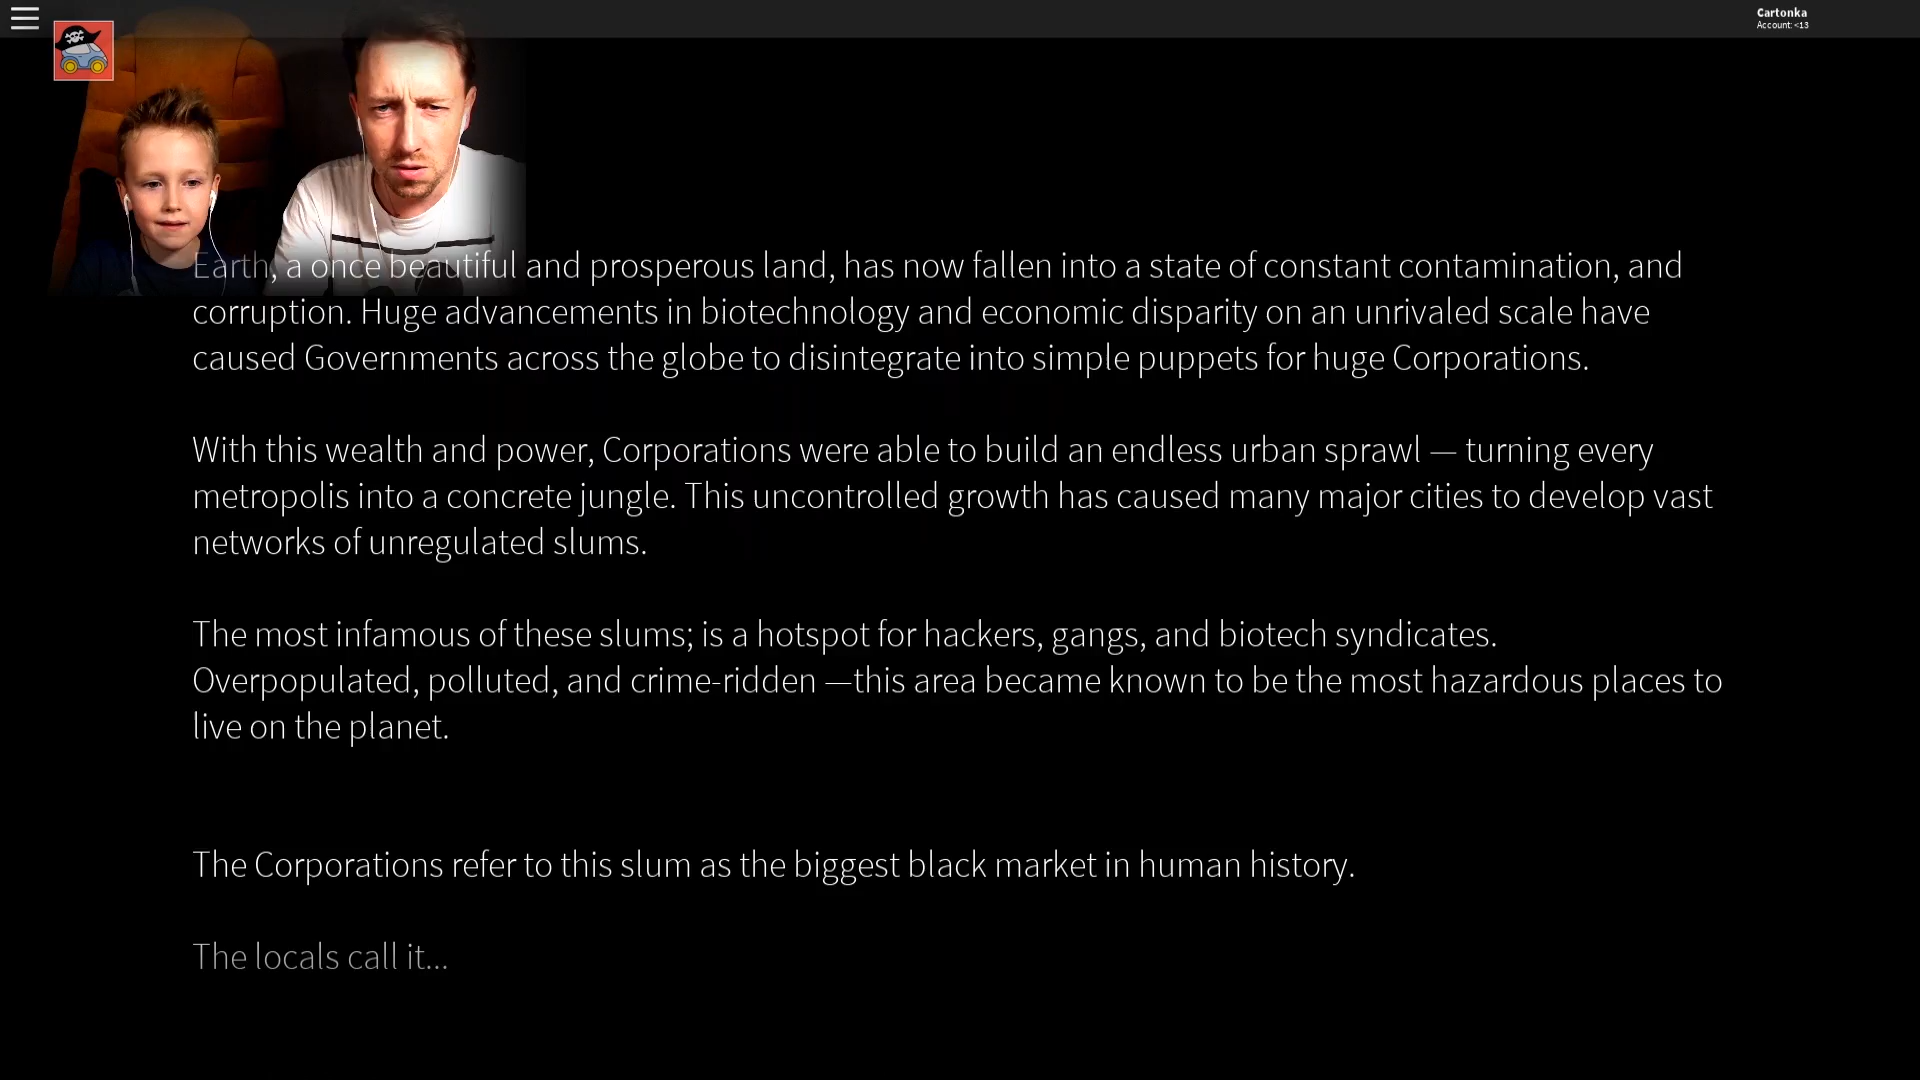 Cartonka
Account: <13
Earth, a once beautiful and prosperous land, has now fallen into a state of constant contamination, and
corruption. Huge advancements in biotechnology and economic disparity on an unrivaled scale have
caused Governments across the globe to disintegrate into simple puppets for huge Corporations.
With this wealth and power, Corporations were able to build an endless urban sprawl — turning every
metropolis into a concrete jungle. This uncontrolled growth has caused many major cities to develop vast
networks of unregulated slums.
The most infamous of these slums; is a hotspot for hackers, gangs, and biotech syndicates.
Overpopulated, polluted, and crime-ridden —this area became known to be the most hazardous places to
live on the planet.
The Corporations refer to this slum as the biggest black market in human history.
The locals call it...